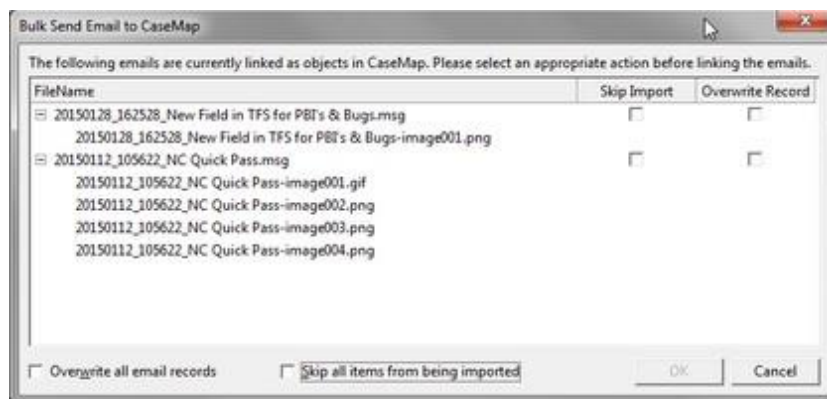 Bulk Send Email to CaseMap
The following emails are currently linked as objects in CaseMap. Please select an appropriate action before linking the emails.
FileName Skip Import Overwrite Record
20150128_162528_New Field in TFS for PBI's & Bugs.msg
20150128_162528_New Field in TFS for PBI's & Bugs-image001.png
20150112_105622_NC Quick Pass.msg
20150112_105622_NC Quick Pass-image001.gif
20150112_105622_NC Quick Pass-image002.png
20150112_105622_NC Quick Pass-image003.png
20150112_105622_NC Quick Pass-image004.png
Overwrite all email records Skip all items from being imported OK Cancel